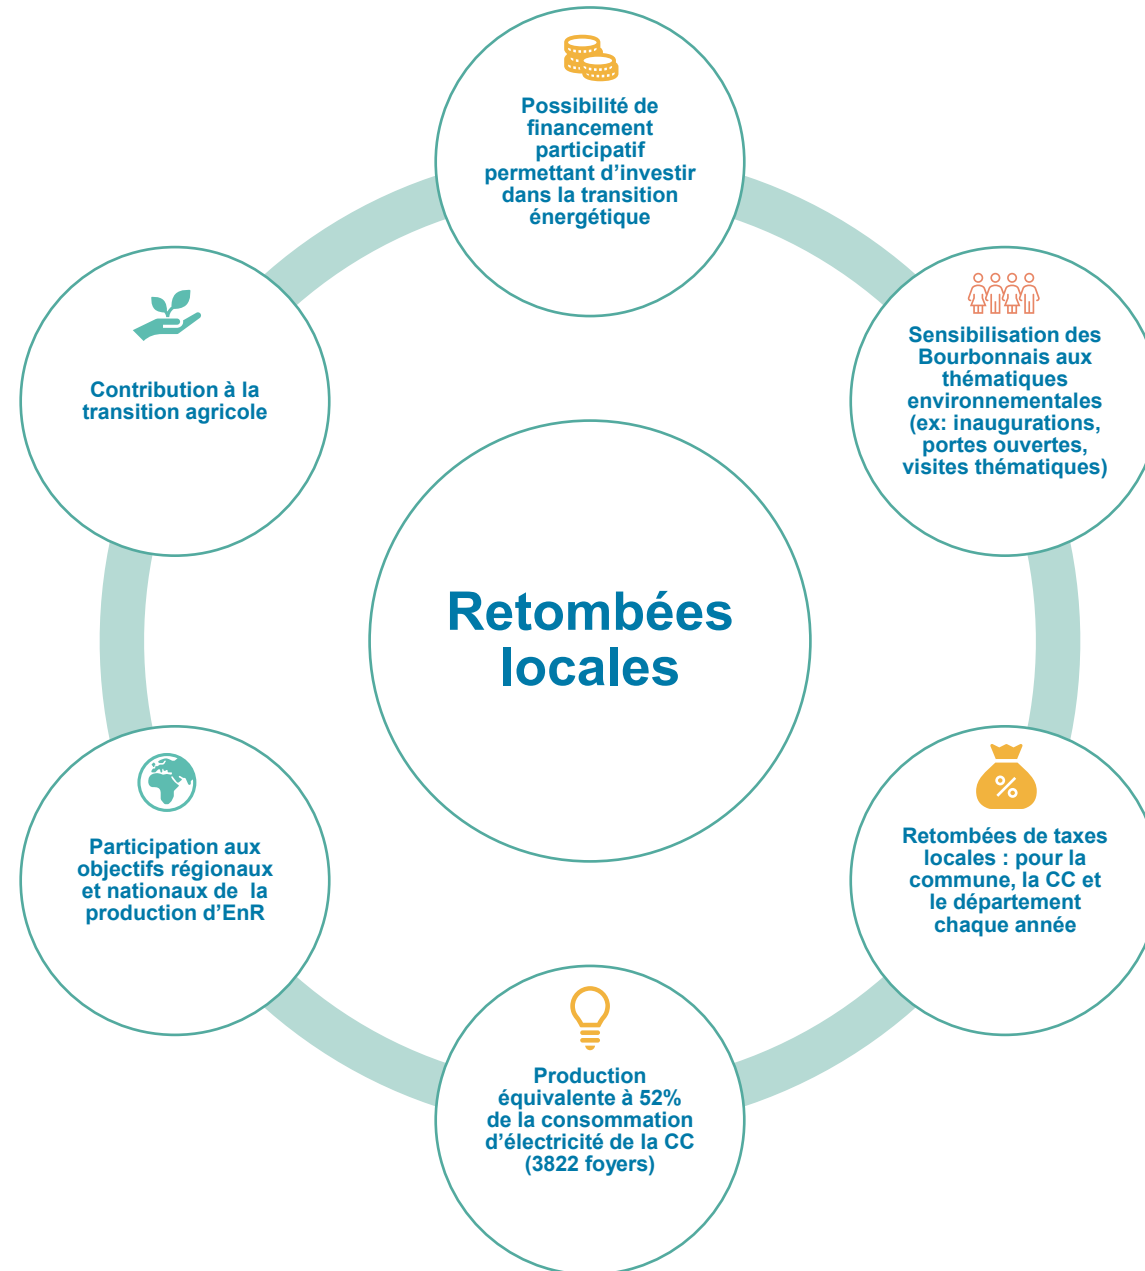 Possibilité de
financement
participatif
permettant d’investir
dans la transition
énergétique
Sensibilisation des
Bourbonnais aux
thématiques
environnementales
(ex: inaugurations,
portes ouvertes,
visites thématiques)
Contribution à la
transition agricole
Retombées
locales
Retombées de taxes
locales : pour la
commune, la CC et
le département
chaque année
Participation aux
objectifs régionaux
et nationaux de  la
production d’EnR
%
Production
équivalente à 52%
de la consommation
d’électricité de la CC
(3822 foyers)